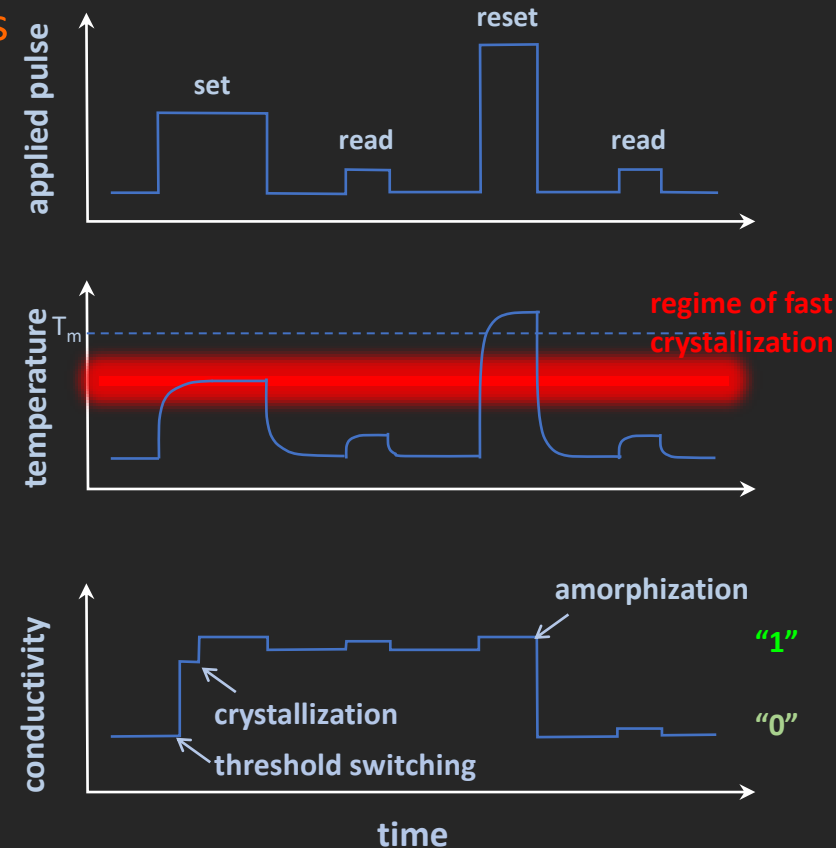 s
applied pulse
set
read
reset
read
temperature
Tm
regime of fast
crystallization
conductivity
amorphization
"1"
crystallization
"0"
threshold switching
time